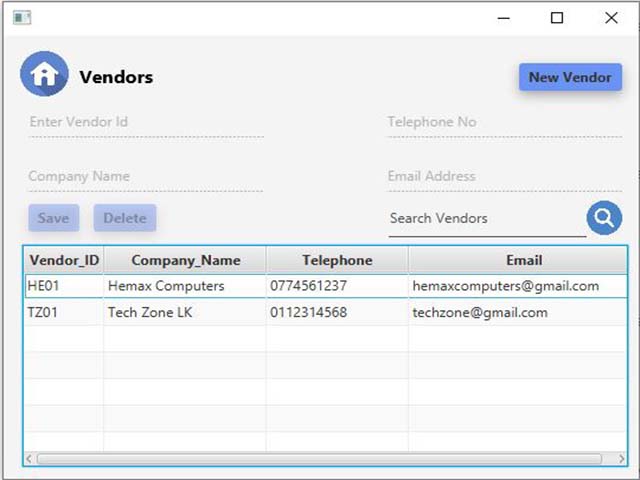 Vendors
New Vendor
Enter Vendor Id Telephone No
Company Name Email Address
Save Delete Search Vendors
Vendor_ID Company_Name Telephone Email
HE01 Hemax Computers 0774561237 hemaxcomputers@gmail.com
TZ01 Tech Zone LK 0112314568 techzone@gmail.com